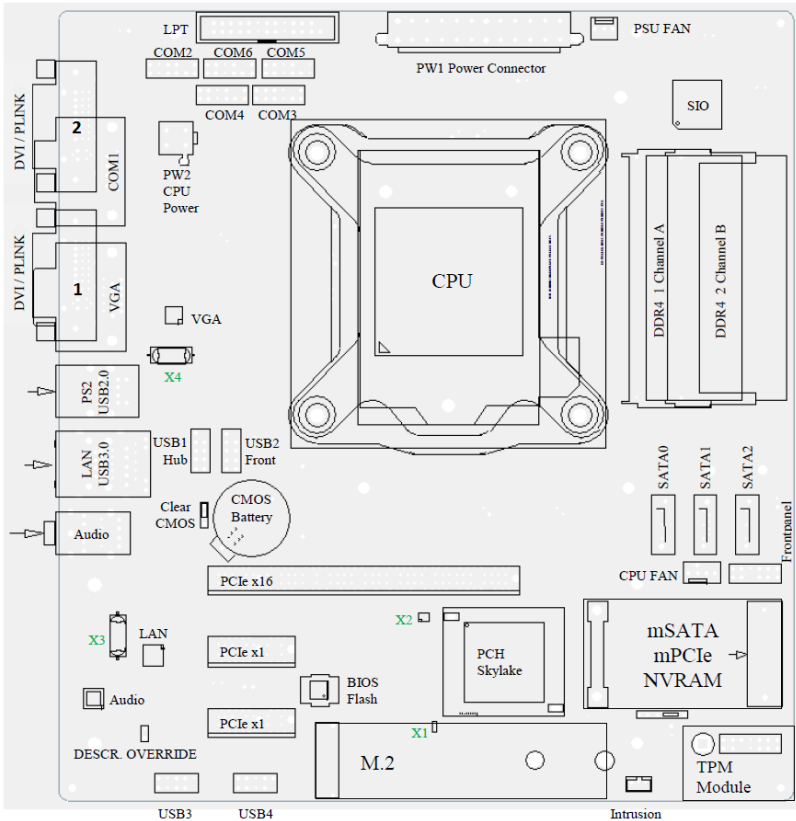 LPT
PSU FAN
COM2 COM6 COM5
PW1 Power Connector
COM4 COM3
SIO
DVI / PLINK
2
COM1
PW2
CPU
Power
DVI / PLINK
1
VGA
VGA
CPU
DDR4 1 Channel A
DDR4 2 Channel B
X4
PS2
USB2.0
LAN
USB3.0
USB1
Hub
USB2
Front
SATA0
SATA1
SATA2
Clear
CMOS
CMOS
Battery
Audio
Frontpanel
CPU FAN
PCIe x16
X2
X3
LAN
PCIe x1
PCH
Skylake
mSATA
mPCIe
NVRAM
BIOS
Flash
Audio
PCIe x1
X1
DESCR. OVERRIDE
M.2
TPM
Module
USB3
USB4
Intrusion